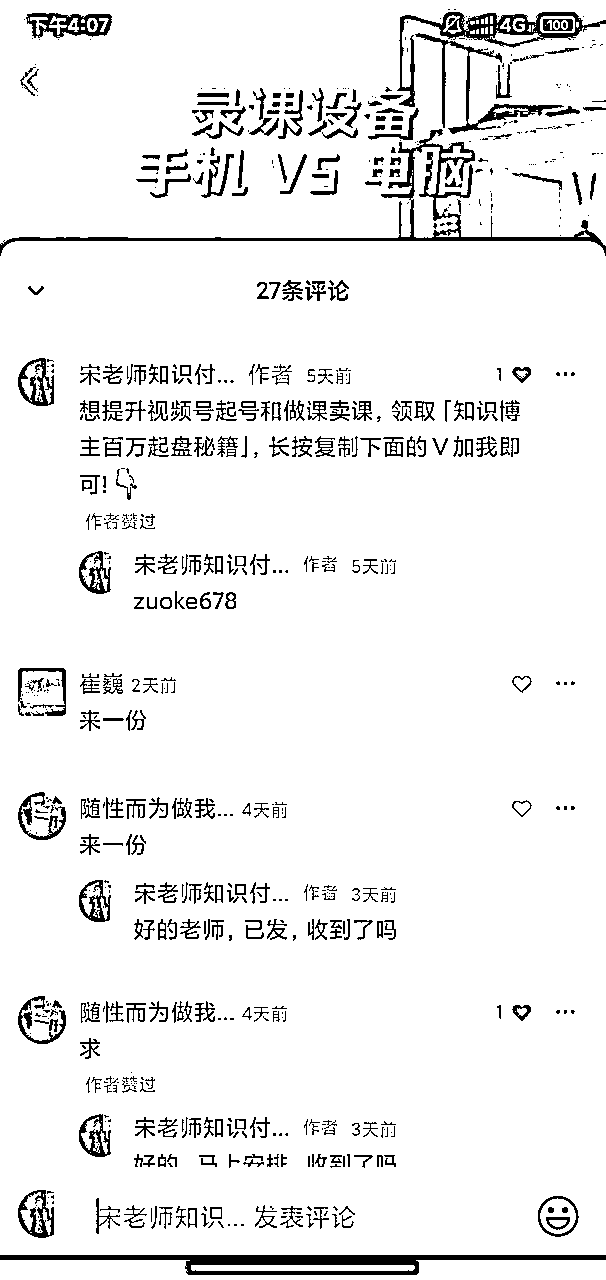 下午4:07
4G
100
录课设备
手机 VS 电脑
27条评论
宋老师知识付... 作者 5天前
1
想提升视频号起号和做课卖课，领取「知识博
主百万起盘秘籍」，长按复制下面的V加我即
可!
作者赞过
宋老师知识付... 作者 5天前
zuoke678
崔巍 2天前
来一份
随性而为做我... 4天前
来一份
宋老师知识付... 作者 3天前
好的老师，已发，收到了吗
随性而为做我... 4天前
1
求
作者赞过
宋老师知识付... 作者 3天前
好的，马上安排，收到了吗
宋老师知识... 发表评论